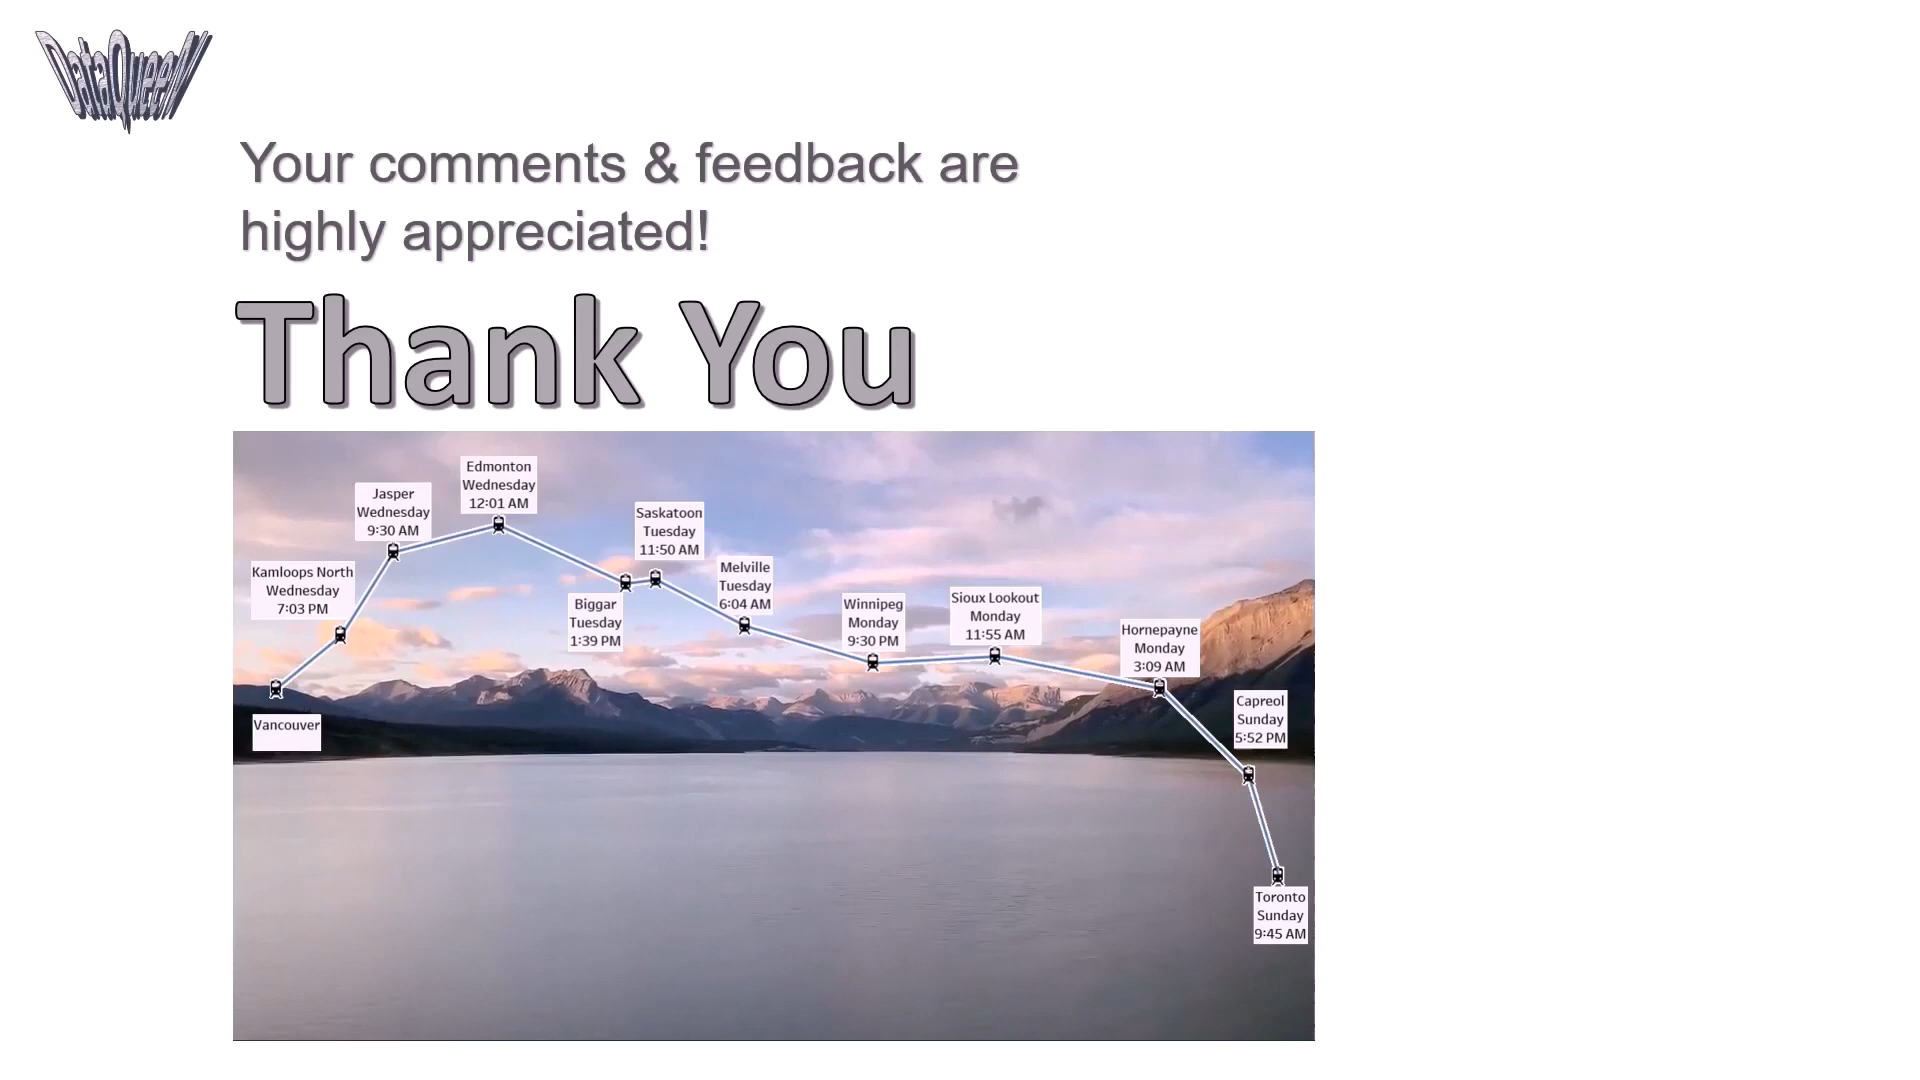 DataQueen
Your comments & feedback are
highly appreciated!
Thank You
Edmonton
Wednesday
12:01 AM
Jasper
Wednesday
9:30 AM
Saskatoon
Tuesday
11:50 AM
Kamloops North
Wednesday
7:03 PM
Melville
Tuesday
6:04 AM
Biggar
Tuesday
1:39 PM
Winnipeg
Monday
9:30 PM
Sioux Lookout
Monday
11:55 AM
Hornepayne
Monday
3:09 AM
Capreol
Sunday
5:52 PM
Vancouver
Toronto
Sunday
9:45 AM